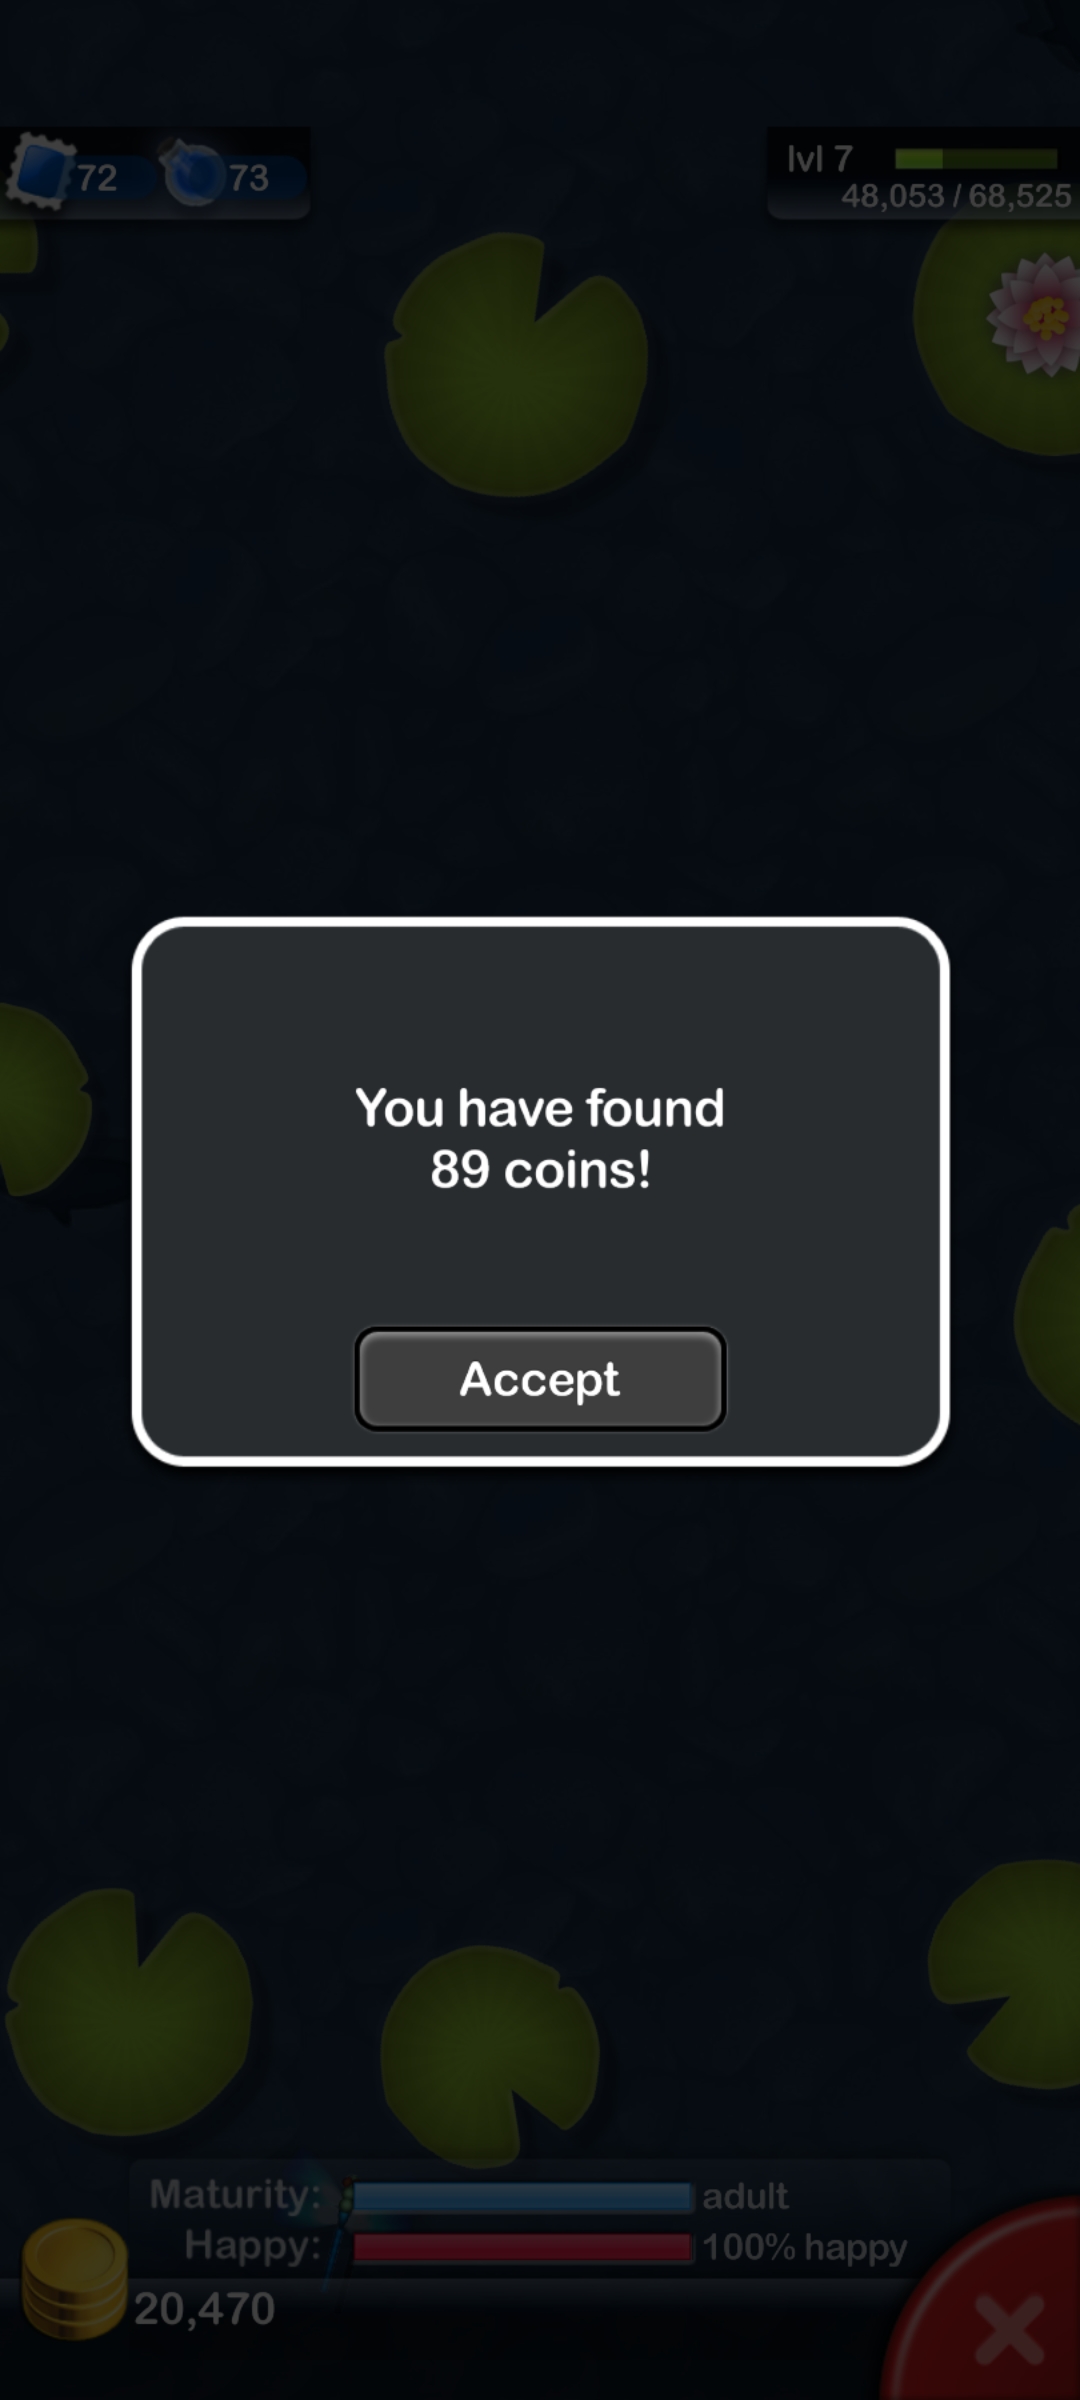 72 73
lvl 7
48,053 / 68,525
You have found
89 coins!
Accept
Maturity: adult
Happy: 100% happy
20,470